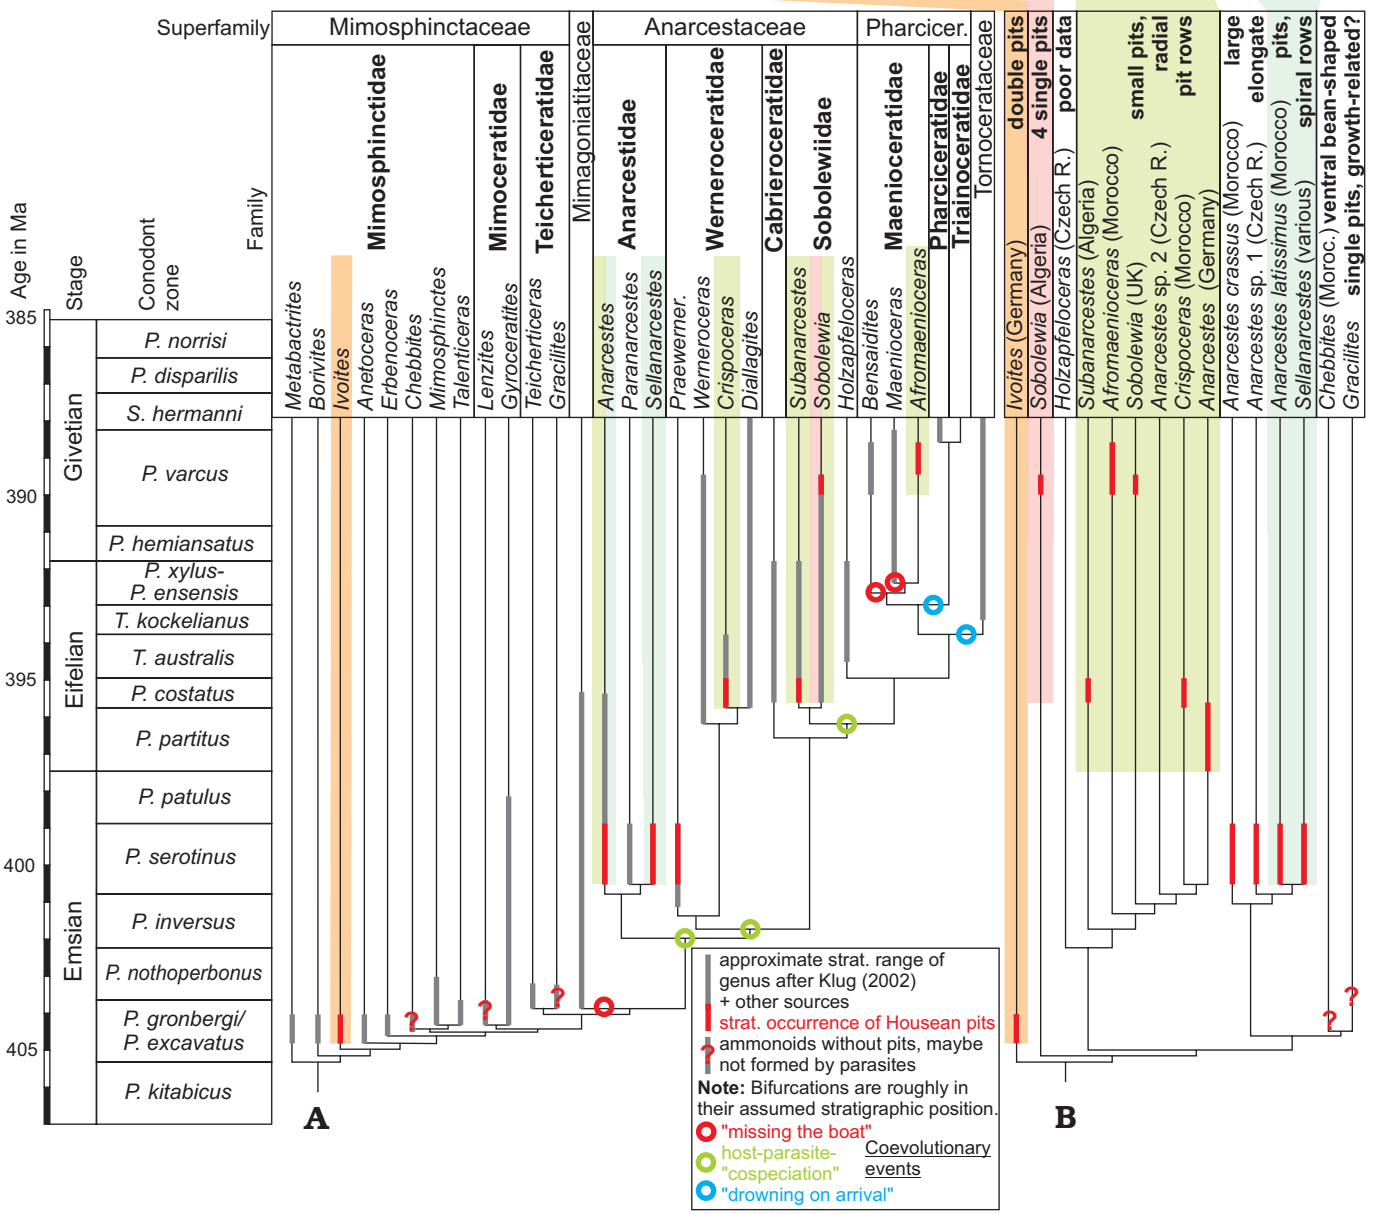 Superfamily
Mimosphinctaceae
Mimagoniatitaceae
Anarcestaceae
Pharcicer.
Tornocerataceae
Family
Mimosphinctidae
Mimoceratidae
Teicherticeratidae
Anarcestidae
Werneroceratidae
Cabrieroceratidae
Sobolewiidae
Maenioceratidae
Pharciceratidae
Triainoceratidae
Age in Ma
Stage
Conodont
zone
Metabactrites
Borivites
Ivoites
Anetoceras
Erbenoceras
Chebbites
Mimosphinctes
Talenticeras
Lenzites
Gyroceratites
Teicherticeras
Gracilites
Anarcestes
Paranarcestes
Sellanarcestes
Praewerner.
Werneroceras
Crispoceras
Diallagites
Subanarcestes
Sobolewia
Holzapfeloceras
Bensaidites
Maenioceras
Afromaenioceras
double pits
4 single pits
poor data
small pits,
radial
pit rows
large
elongate
pits,
spiral rows
Ivoites (Germany)
Sobolewia (Algeria)
Holzapfeloceras (Czech R.)
Subanarcestes (Algeria)
Afromaenioceras (Morocco)
Sobolewia (UK)
Anarcestes sp. 2 (Czech R.)
Crispoceras (Morocco)
Anarcestes (Germany)
Anarcestes crassus (Morocco)
Anarcestes sp. 1 (Czech R.)
Anarcestes latissimus (Morocco)
Sellanarcestes (various)
Chebbites (Moroc.) ventral bean-shaped
Gracilites single pits, growth-related?
385
390
395
400
405
Givetian
Eifelian
Emsian
P. norrisi
P. disparilis
S. hermanni
P. varcus
P. hemiansatus
P. xylus-
P. ensensis
T. kockelianus
T. australis
P. costatus
P. partitus
P. patulus
P. serotinus
P. inversus
P. nothoperbonus
P. gronbergi/
P. excavatus
P. kitabicus
?
?
?
?
?
A
B
approximate strat. range of
genus after Klug (2002)
+ other sources
strat. occurrence of Housean pits
? ammonoids without pits, maybe
not formed by parasites
Note: Bifurcations are roughly in
their assumed stratigraphic position.
"missing the boat"
host-parasite-
"cospeciation"
"drowning on arrival"
Coevolutionary
events